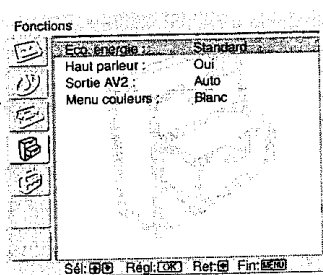 Fonctions
Eco. énergie : Standard
Haut parleur : Oui
Sortie AV2 : Auto
Menu couleurs : Blanc
Sél: Régl: OK Ret: Fin: MENU